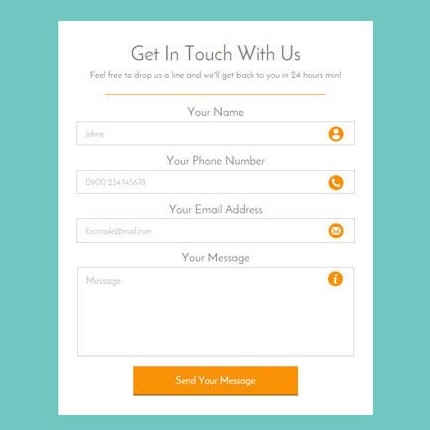 Get In Touch With Us
Feel free to drop us a line and we'll get back to you in 24 hours min!
Your Name
Johne
Your Phone Number
0900 234-145678
Your Email Address
Example@mail.com
Your Message
Message
Send Your Message